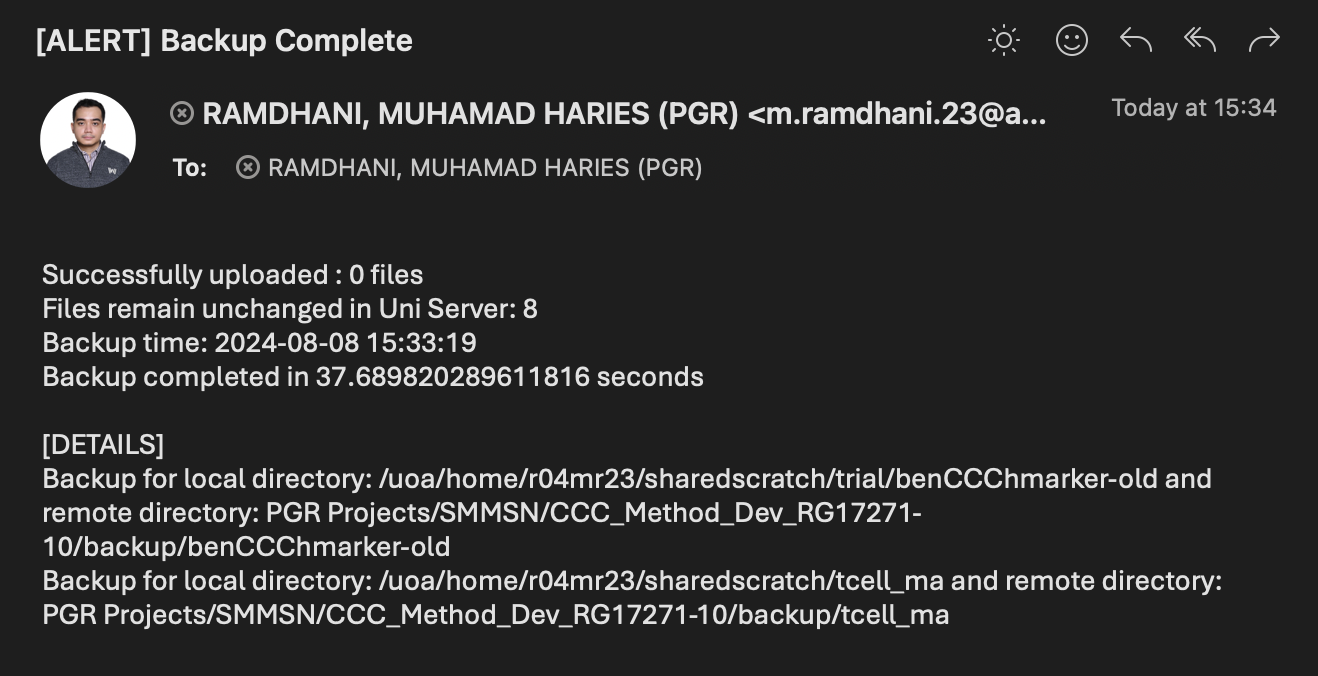 [ALERT] Backup Complete
RAMDHANI, MUHAMAD HARIES (PGR) <m.ramdhani.23@a...
Today at 15:34
To: RAMDHANI, MUHAMAD HARIES (PGR)
Successfully uploaded : 0 files
Files remain unchanged in Uni Server: 8
Backup time: 2024-08-08 15:33:19
Backup completed in 37.689820289611816 seconds
[DETAILS]
Backup for local directory: /uoa/home/r04mr23/sharedscratch/trial/benCCChmarker-old and
remote directory: PGR Projects/SMMSN/CCC_Method_Dev_RG17271-
10/backup/benCCChmarker-old
Backup for local directory: /uoa/home/r04mr23/sharedscratch/tcell_ma and remote directory:
PGR Projects/SMMSN/CCC_Method_Dev_RG17271-10/backup/tcell_ma